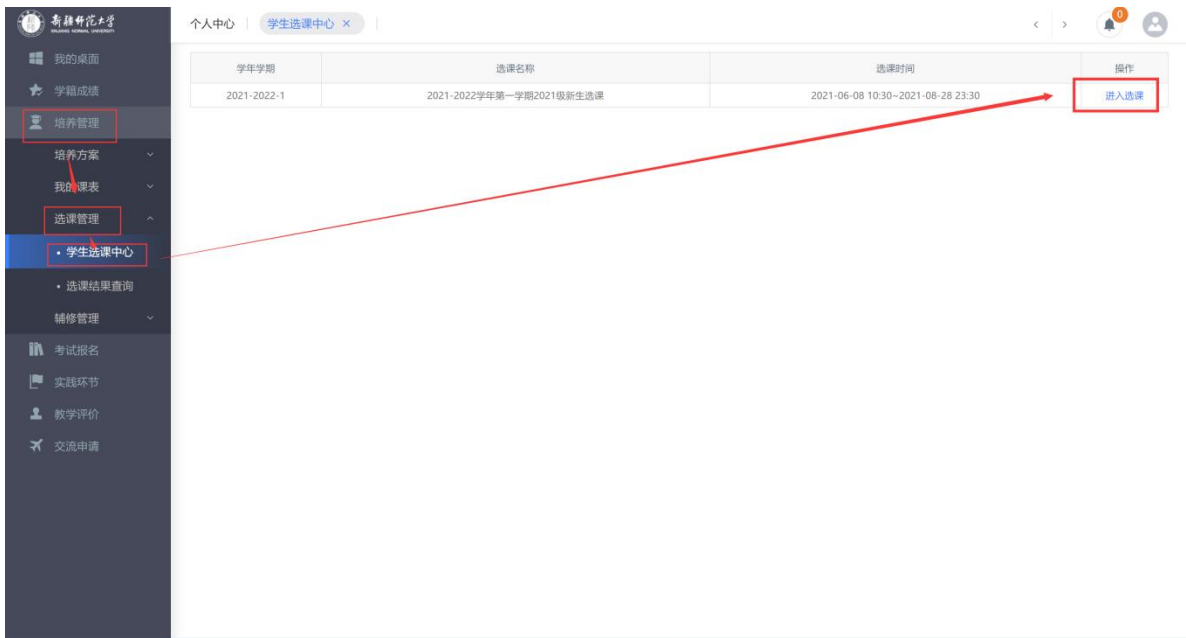 新疆师范大学
XINJIANG NORMAL UNIVERSITY
个人中心
学生选课中心 ×
0
我的桌面
学籍成绩
培养管理
培养方案
我的课表
选课管理
• 学生选课中心
• 选课结果查询
辅修管理
考试报名
实践环节
教学评价
交流申请
学年学期 选课名称 选课时间 操作
2021-2022-1 2021-2022学年第一学期2021级新生选课 2021-06-08 10:30~2021-08-28 23:30 进入选课